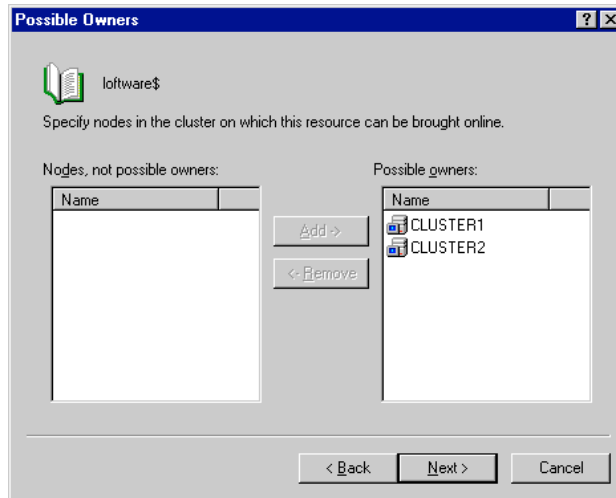 Possible Owners
loftware$
Specify nodes in the cluster on which this resource can be brought online.
Nodes, not possible owners:
Possible owners:
Name
Name
Add ->
CLUSTER1
CLUSTER2
<- Remove
< Back
Next >
Cancel